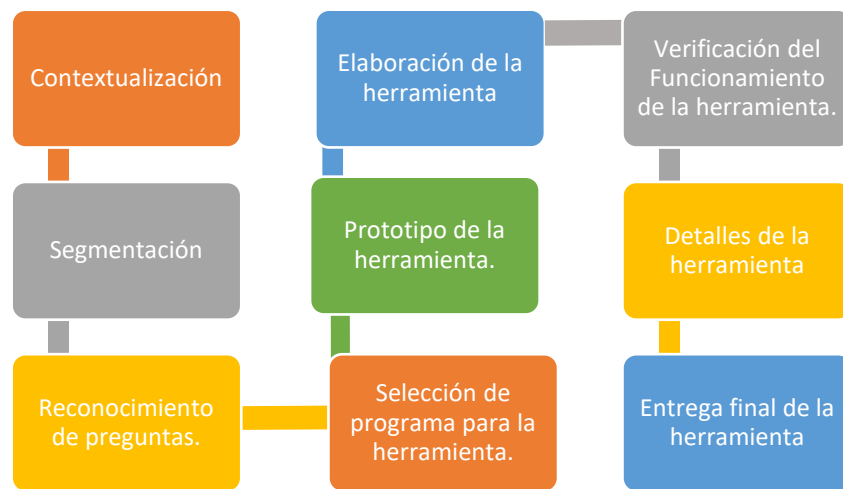 Contextualización
Segmentación
Reconocimiento
de preguntas.
Selección de
programa para la
herramienta.
Prototipo de la
herramienta.
Elaboración de la
herramienta
Verificación del
Funcionamiento
de la herramienta.
Detalles de la
herramienta
Entrega final de la
herramienta